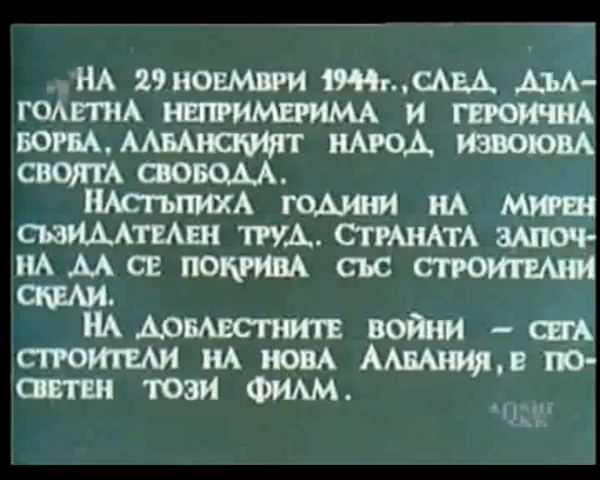 На 29 ноември 1944г., след дъл-
голетна непримерима и героична
борба, албанският народ извоюва
своята свобода.
Настъпиха години на мирен
съзидателен труд. Страната започ-
на да се покрива със строителни
скели.
На доблестните войни – сега
строители на нова Албания, е по-
светен този филм.